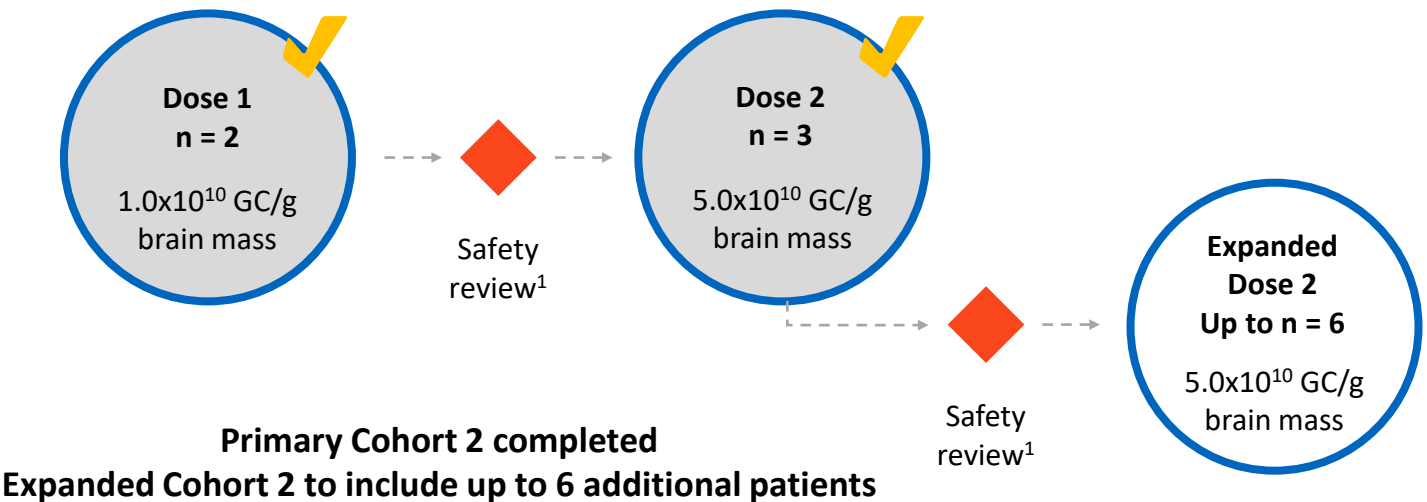 Dose 1
n = 2
1.0x10¹⁰ GC/g
brain mass
Safety
review¹
Dose 2
n = 3
5.0x10¹⁰ GC/g
brain mass
Safety
review¹
Expanded
Dose 2
Up to n = 6
5.0x10¹⁰ GC/g
brain mass
Primary Cohort 2 completed
Expanded Cohort 2 to include up to 6 additional patients